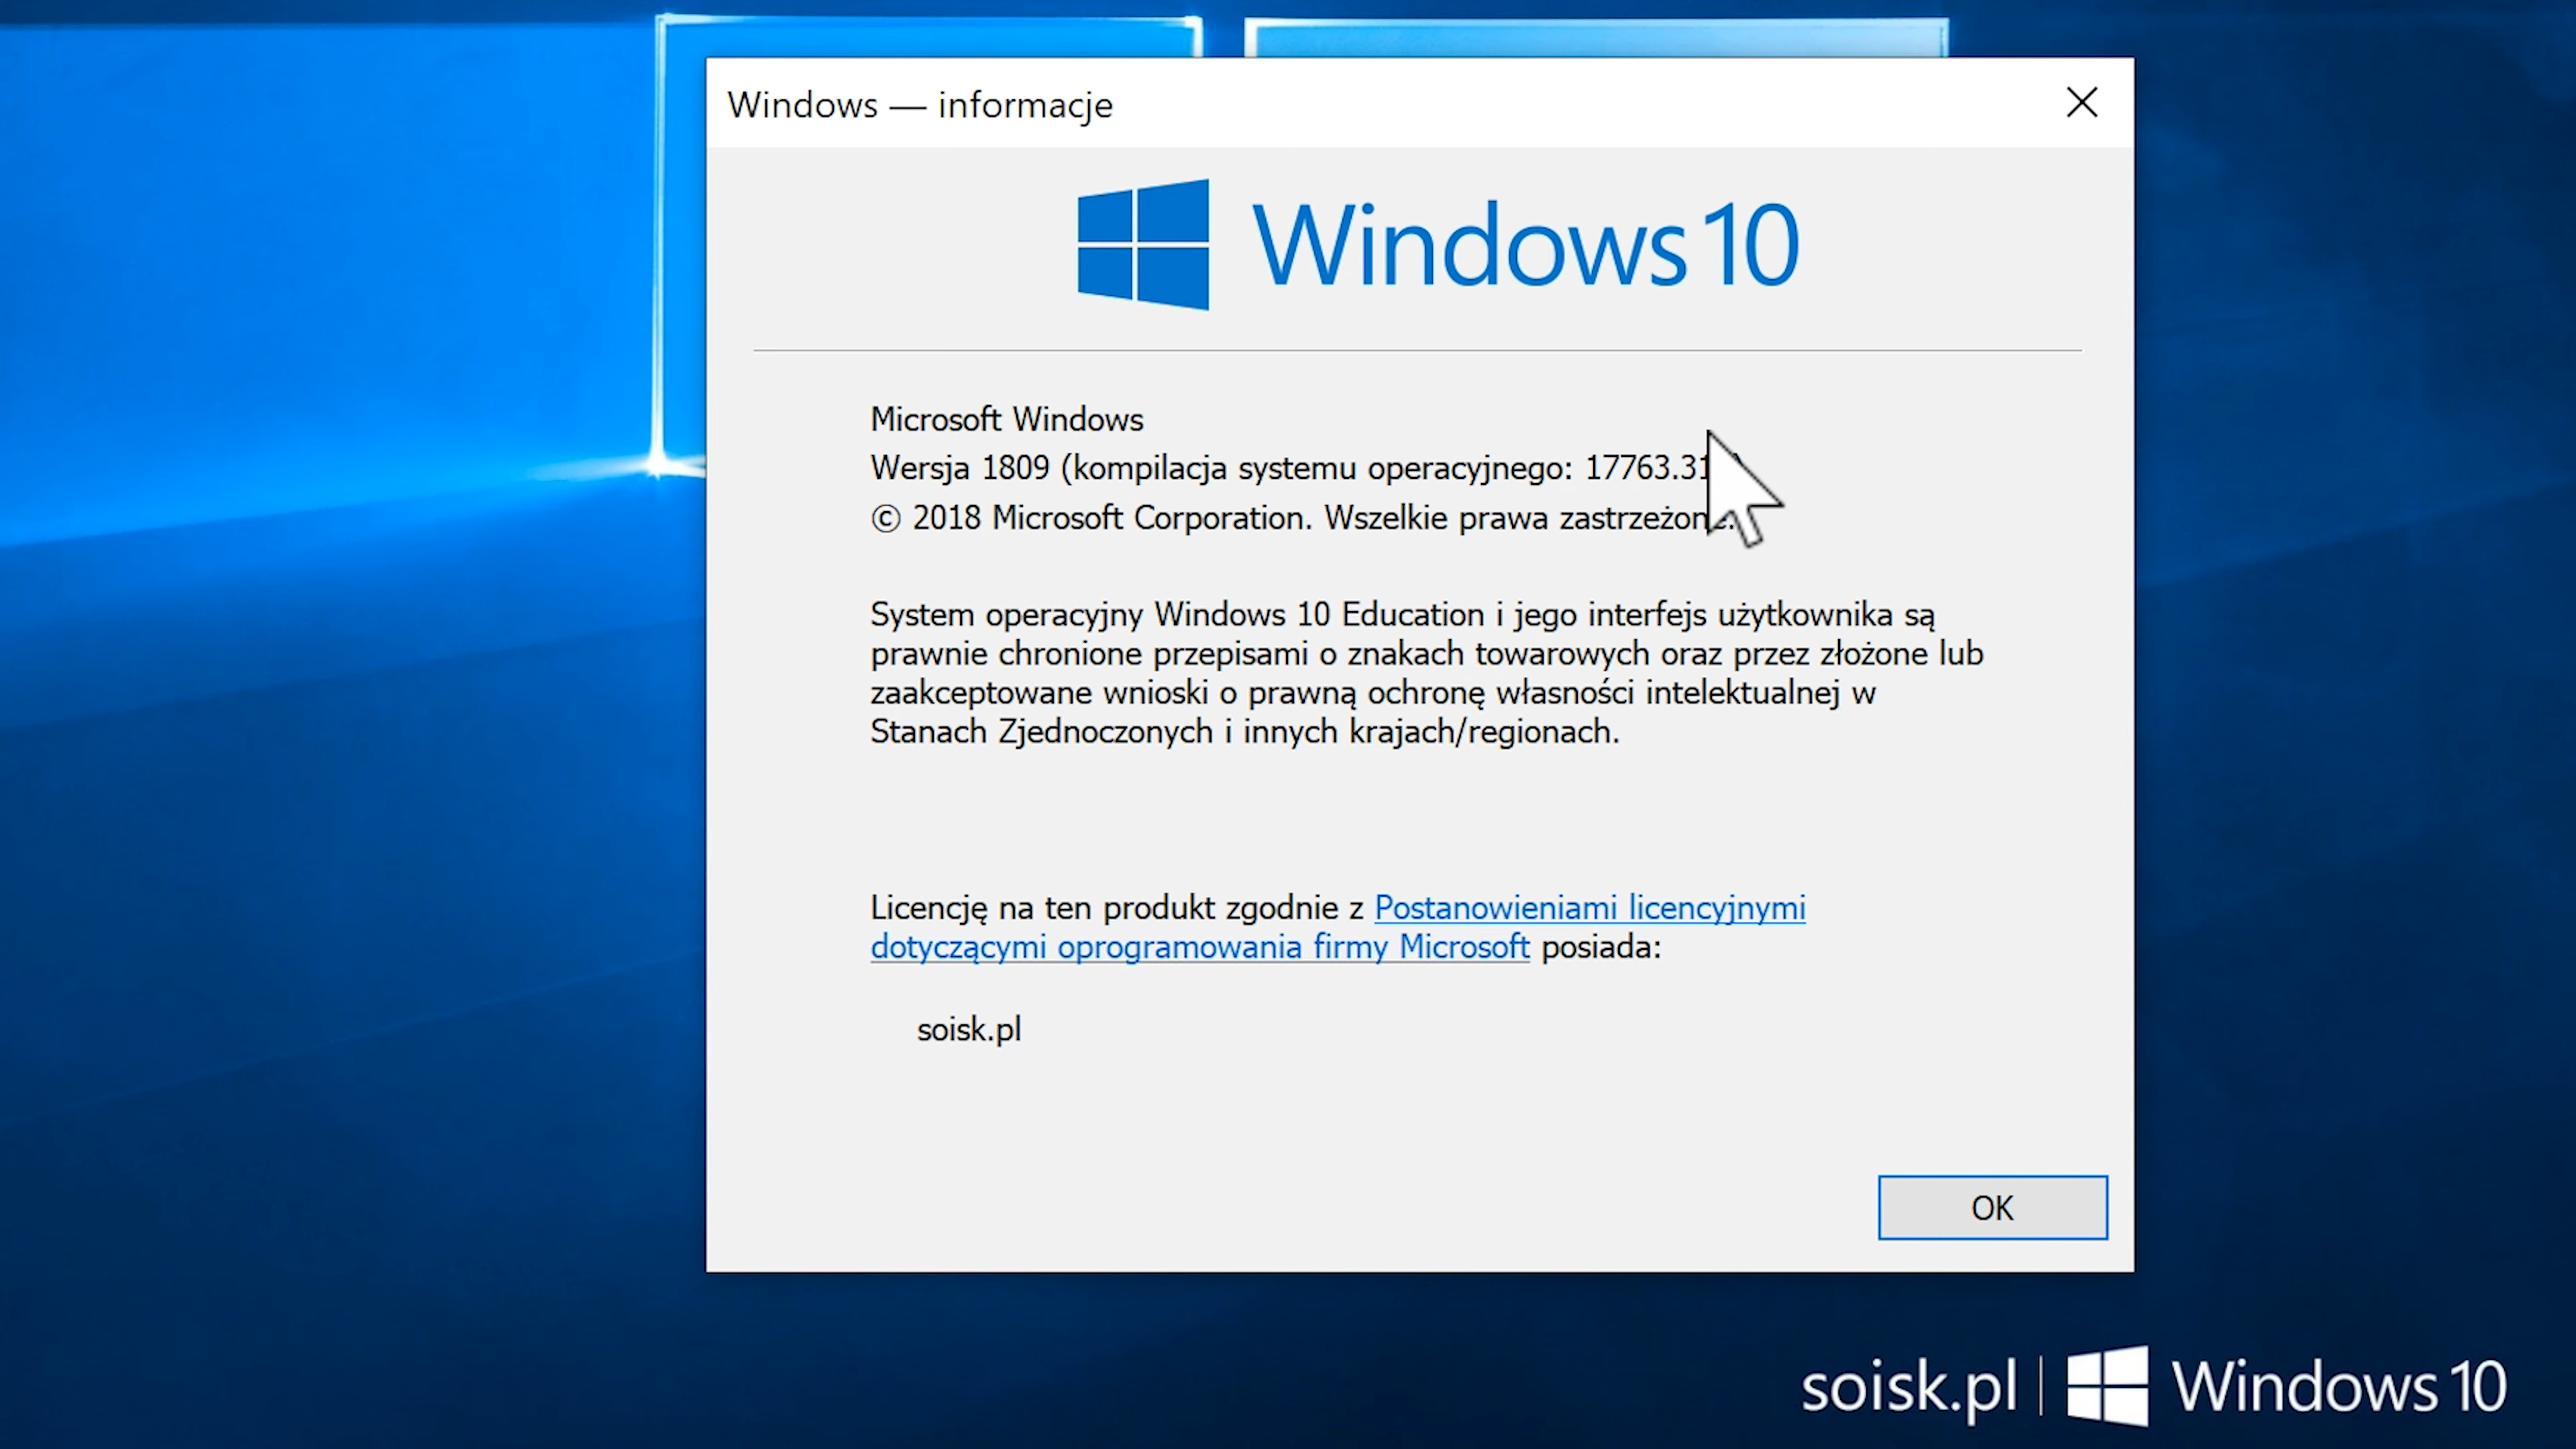 Windows — informacje
Windows 10
Microsoft Windows
Wersja 1809 (kompilacja systemu operacyjnego:
© 2018 Microsoft Corporation. Wszelkie prawa zastrzeżone.
System operacyjny Windows 10 Education i jego interfejs użytkownika są
prawnie chronione przepisami o znakach towarowych oraz przez złożone lub
zaakceptowane wnioski o prawną ochronę własności intelektualnej w
Stanach Zjednoczonych i innych krajach/regionach.
Licencję na ten produkt zgodnie z Postanowieniami licencyjnymi
dotyczącymi oprogramowania firmy Microsoft posiada:
soisk.pl
OK
soisk.pl | Windows 10